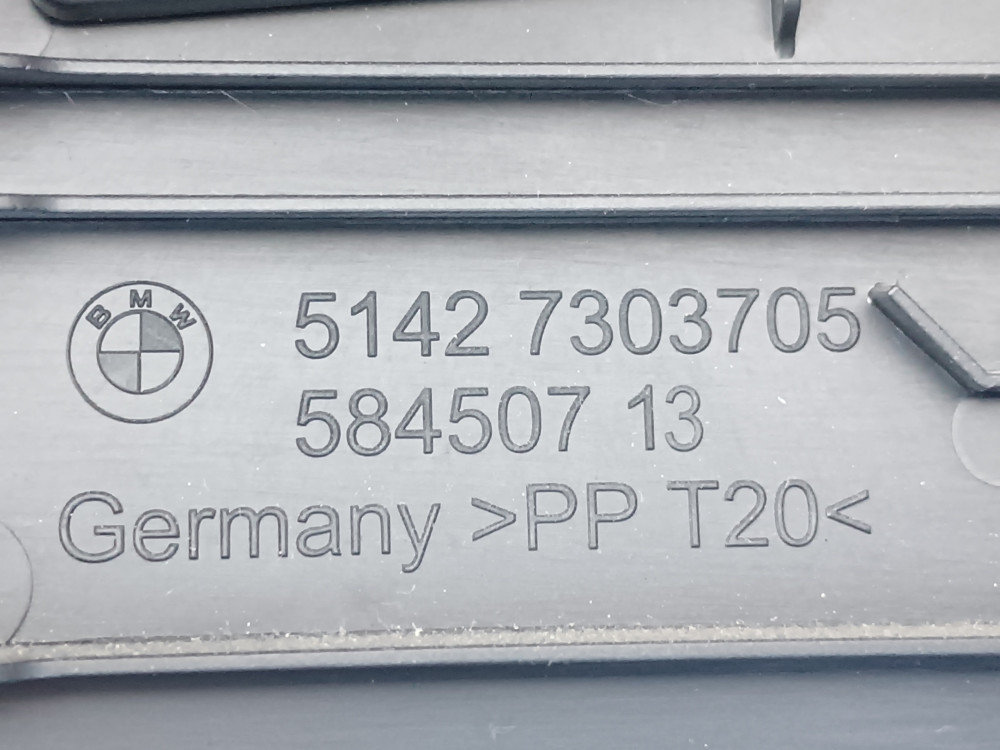 BMW
5142 7303705
584507 13
Germany >PP T20<